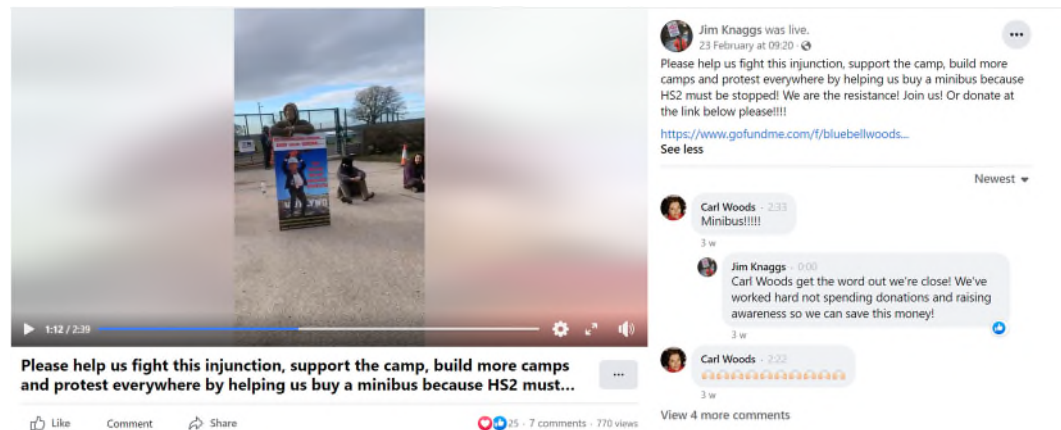 Jim Knaggs was live.
23 February at 09:20
Please help us fight this injunction, support the camp, build more
camps and protest everywhere by helping us buy a minibus because
HS2 must be stopped! We are the resistance! Join us! Or donate at
the link below please!!!!
https://www.gofundme.com/f/bluebellwoods...
See less
Newest
Carl Woods · 2:33
Minibus!!!!!
3 w
Jim Knaggs · 0:00
Carl Woods get the word out we're close! We've
worked hard not spending donations and raising
awareness so we can save this money!
3 w
Carl Woods · 2:22
3 w
View 4 more comments
1:12 / 2:39
Please help us fight this injunction, support the camp, build more camps
and protest everywhere by helping us buy a minibus because HS2 must...
Like Comment Share 25 · 7 comments · 770 views